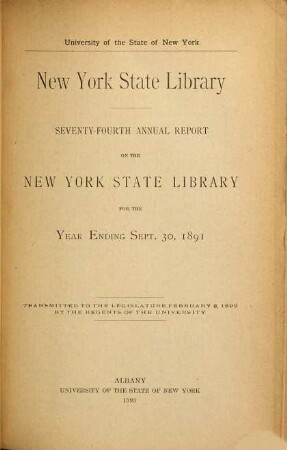 University of the State of New York
New York State Library
SEVENTY-FOURTH ANNUAL REPORT
ON THE
NEW YORK STATE LIBRARY
FOR THE
YEAR ENDING SEPT. 30, 1891
TRANSMITTED TO THE LEGISLATURE FEBRUARY
BY THE REGENTS OF THE UNIVERSITY
ALBANY
UNIVERSITY OF THE STATE OF NEW YORK